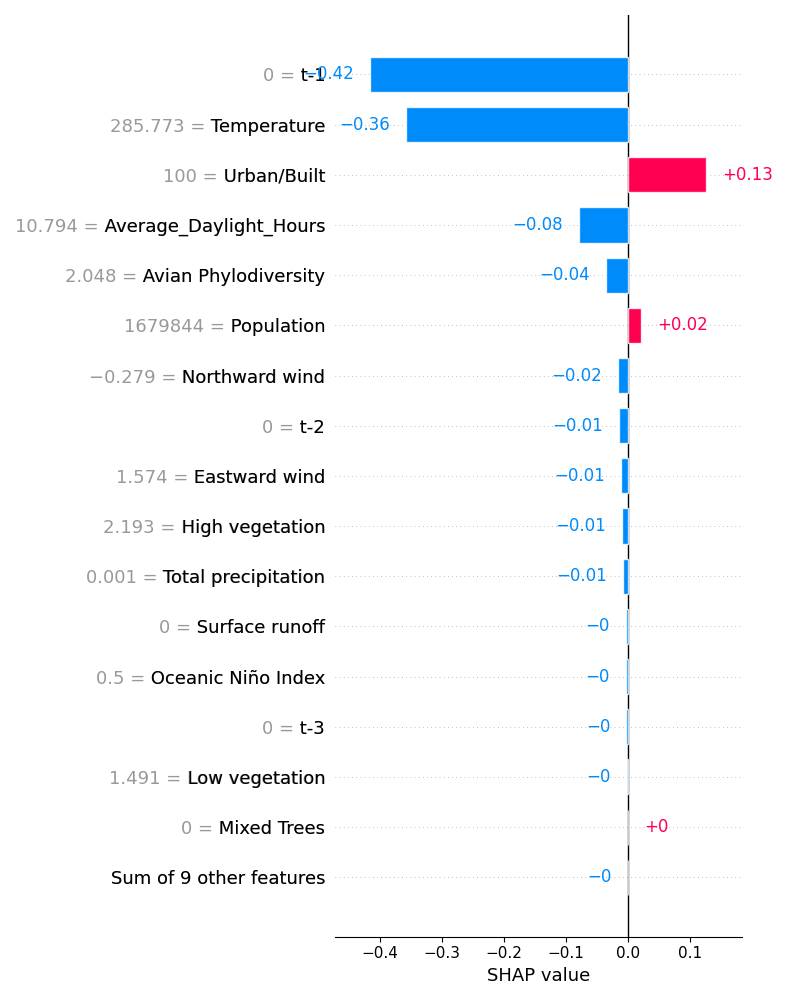 0 = t-1 −0.42
285.773 = Temperature −0.36
100 = Urban/Built +0.13
10.794 = Average_Daylight_Hours −0.08
2.048 = Avian Phylodiversity −0.04
1679844 = Population +0.02
−0.279 = Northward wind −0.02
0 = t-2 −0.01
1.574 = Eastward wind −0.01
2.193 = High vegetation −0.01
0.001 = Total precipitation −0.01
0 = Surface runoff −0
0.5 = Oceanic Niño Index −0
0 = t-3 −0
1.491 = Low vegetation −0
0 = Mixed Trees +0
Sum of 9 other features −0
−0.4 −0.3 −0.2 −0.1 0.0 0.1
SHAP value